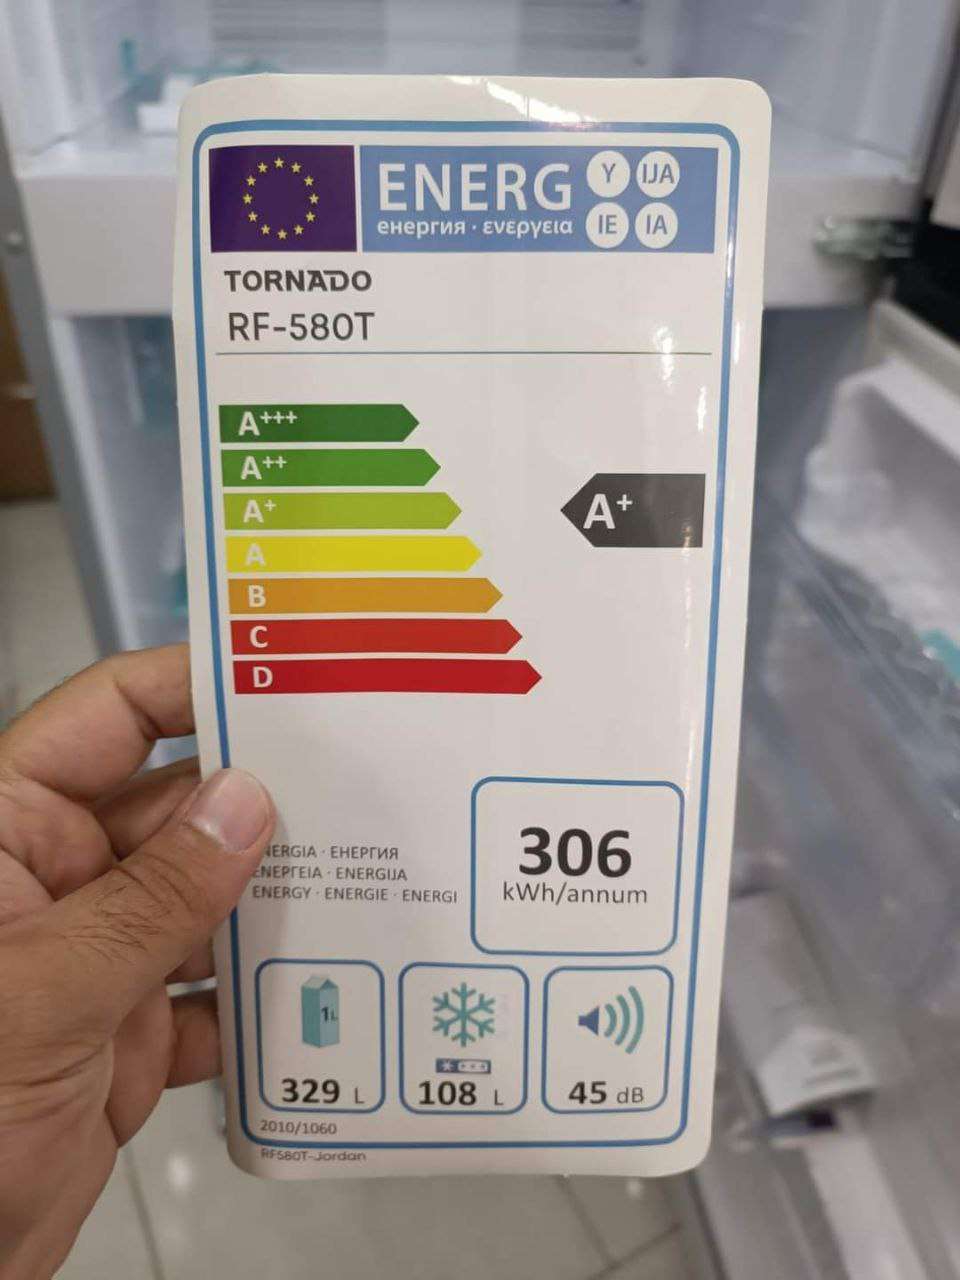 ENERG Y IJA
енергия · ενεργεια IE IA
TORNADO
RF-580T
A+++
A++
A+
A+
A
B
C
D
ENERGIA · ЕНЕРГИЯ
ΕΝΕΡΓΕΙΑ · ENERGIJA
ENERGY · ENERGIE · ENERGI
306
kWh/annum
1L
329 L
108 L
45 dB
2010/1060
RF580T-Jordan